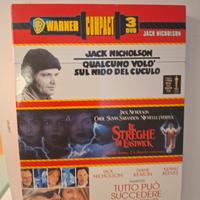 WARNER COMPACT 3 DVD
JACK NICHOLSON
JACK NICHOLSON
QUALCUNO VOLÒ
SUL NIDO DEL CUCULO
JACK NICHOLSON
CHER SUSAN SARANDON MICHELLE PFEIFFER
LE STREGHE
DI EASTWICK
JACK NICHOLSON DIANE KEATON KEANU REEVES
TUTTO PUÒ
SUCCEDERE